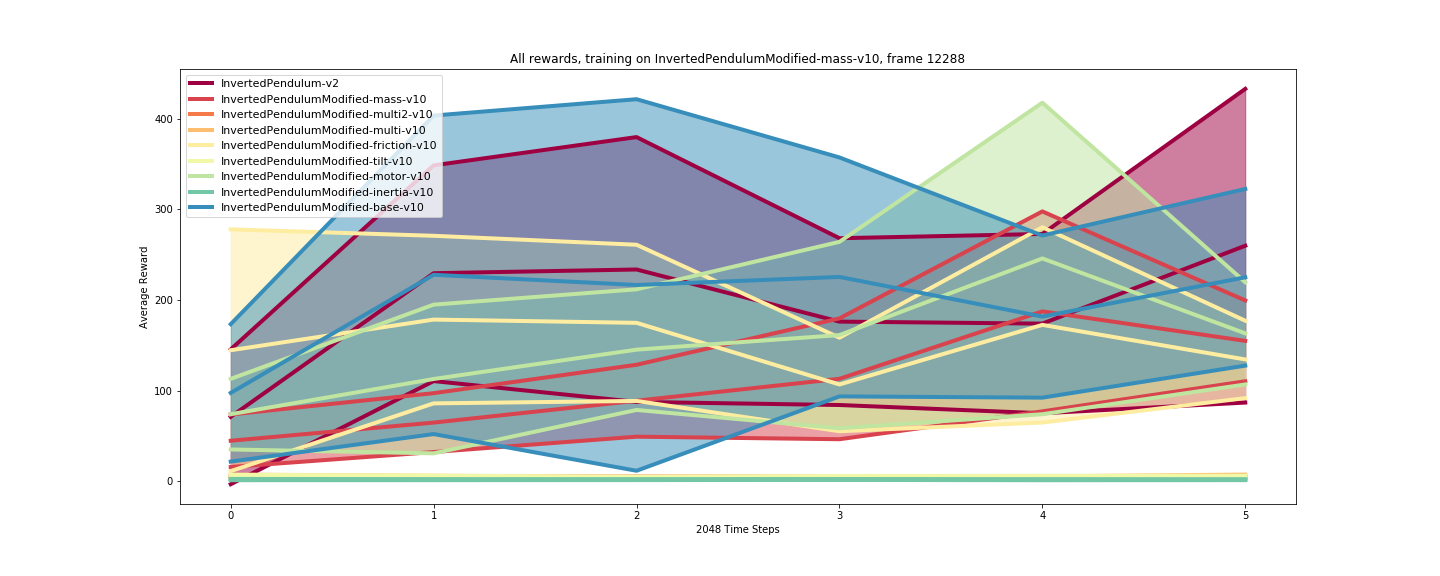 All rewards, training on InvertedPendulumModified-mass-v10, frame 12288
InvertedPendulum-v2
InvertedPendulumModified-mass-v10
InvertedPendulumModified-multi2-v10
InvertedPendulumModified-multi-v10
InvertedPendulumModified-friction-v10
InvertedPendulumModified-tilt-v10
InvertedPendulumModified-motor-v10
InvertedPendulumModified-inertia-v10
InvertedPendulumModified-base-v10
Average Reward
400
300
200
100
0
0 1 2 3 4 5
2048 Time Steps